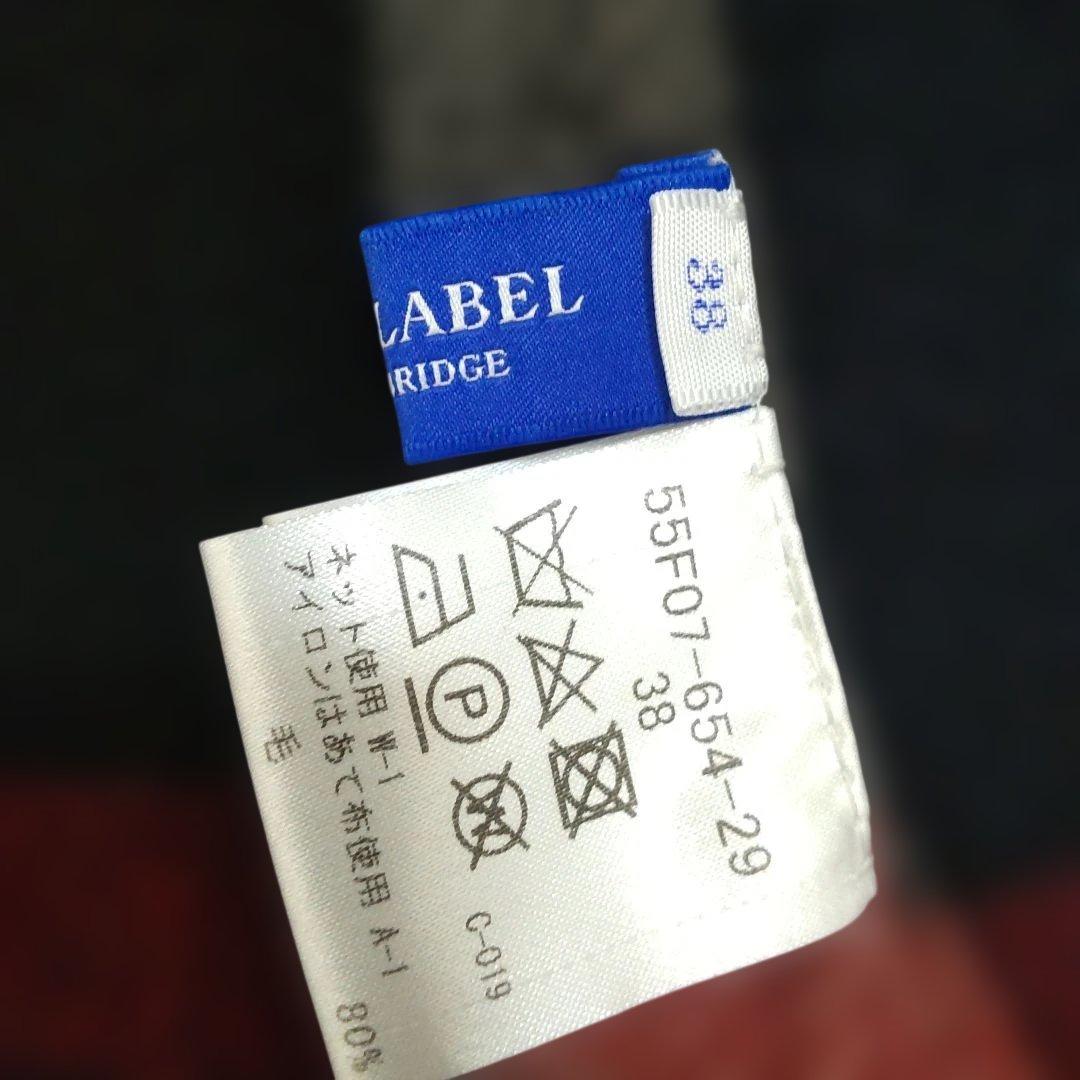 LABEL
BRIDGE
38
55F07-654-29
38
P
W
C-019
ネット使用 W-1
アイロンはあて布使用 A-1
毛 80%